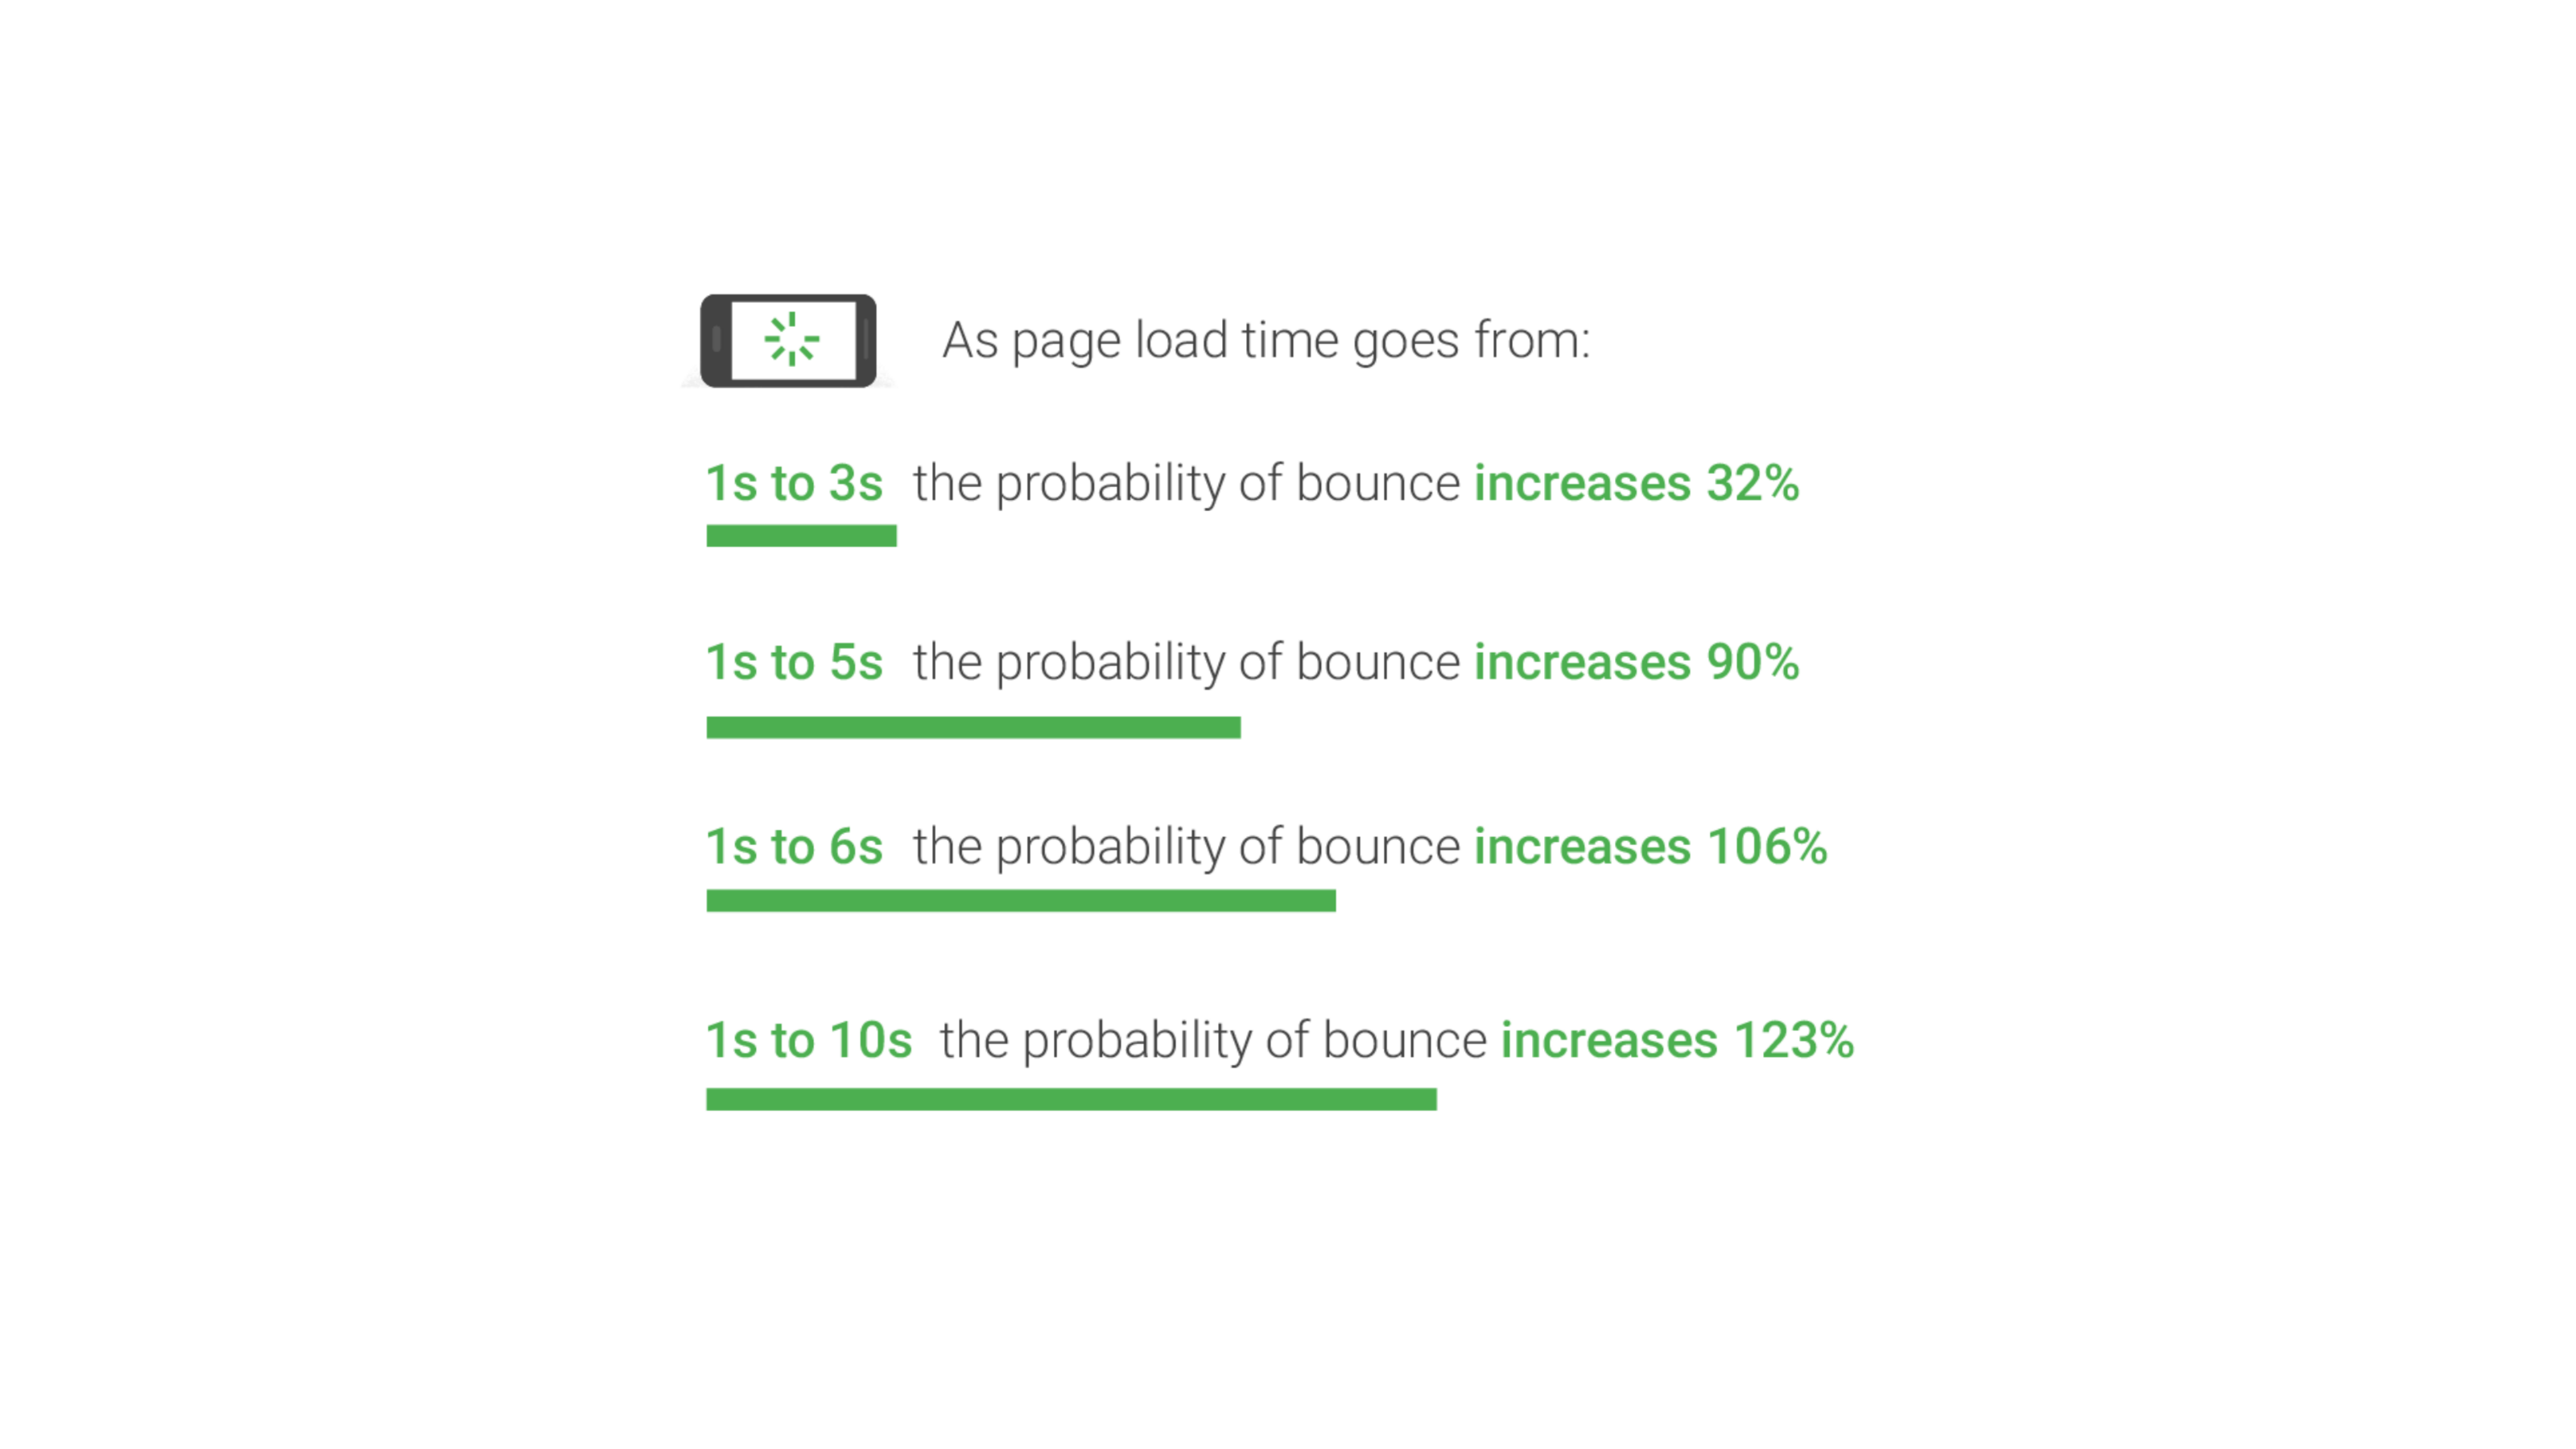 As page load time goes from:
1s to 3s the probability of bounce increases 32%
1s to 5s the probability of bounce increases 90%
1s to 6s the probability of bounce increases 106%
1s to 10s the probability of bounce increases 123%